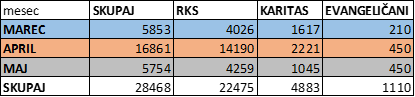 mesec SKUPAJ RKS KARITAS EVANGELIČANI
MAREC 5853 4026 1617 210
APRIL 16861 14190 2221 450
MAJ 5754 4259 1045 450
SKUPAJ 28468 22475 4883 1110